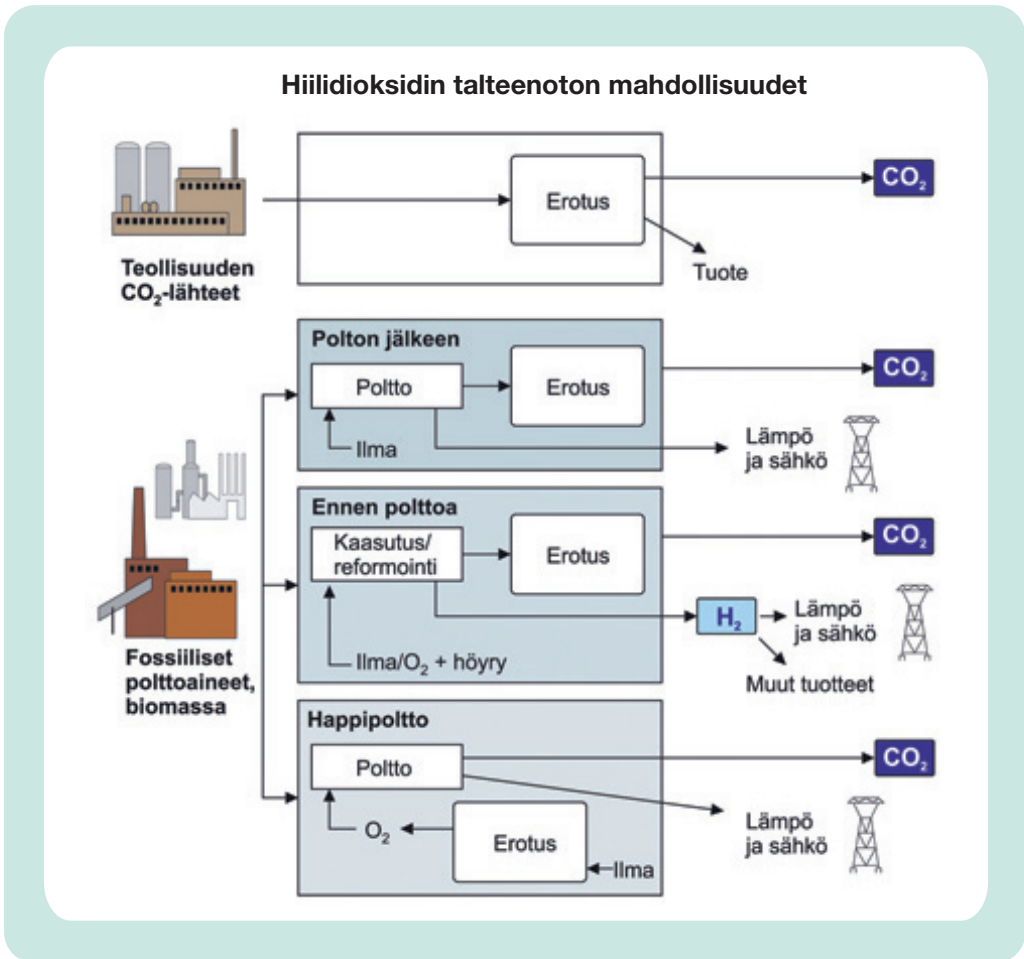 Hiilidioksidin talteenoton mahdollisuudet
Erotus
CO₂
Tuote
Teollisuuden
CO₂-lähteet
Polton jälkeen
Poltto
Erotus
CO₂
Ilma
Lämpö
ja sähkö
Ennen polttoa
Kaasutus/
reformointi
Erotus
CO₂
H₂
Lämpö
ja sähkö
Ilma/O₂ + höyry
Muut tuotteet
Fossiiliset
polttoaineet,
biomassa
Happipoltto
Poltto
CO₂
O₂
Erotus
Ilma
Lämpö
ja sähkö